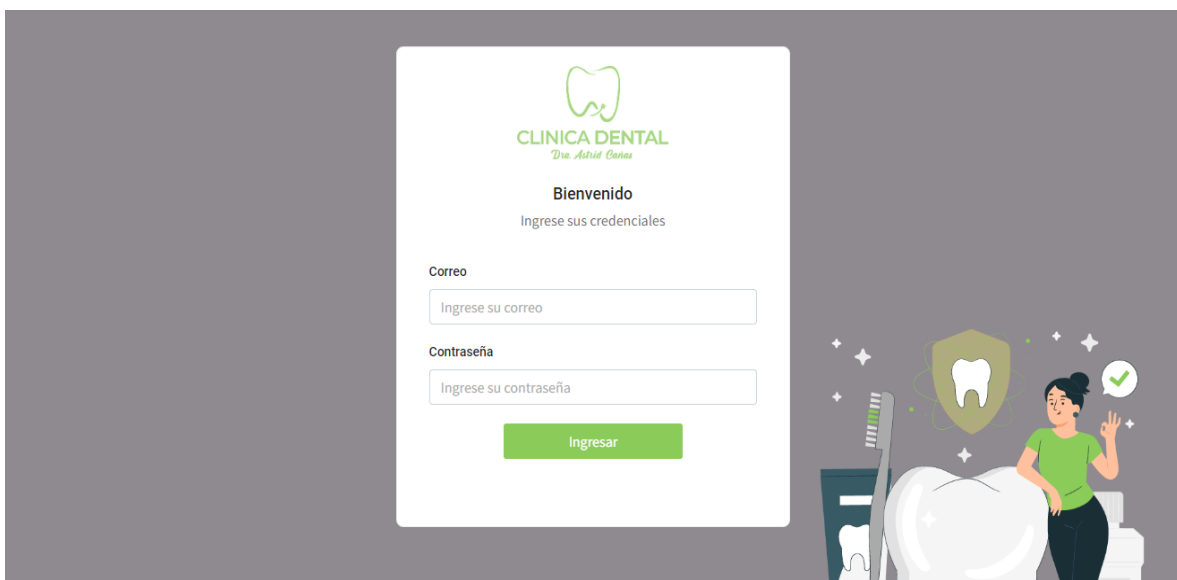 CLINICA DENTAL
Dra. Astrid Cañas
Bienvenido
Ingrese sus credenciales
Correo
Ingrese su correo
Contraseña
Ingrese su contraseña
Ingresar